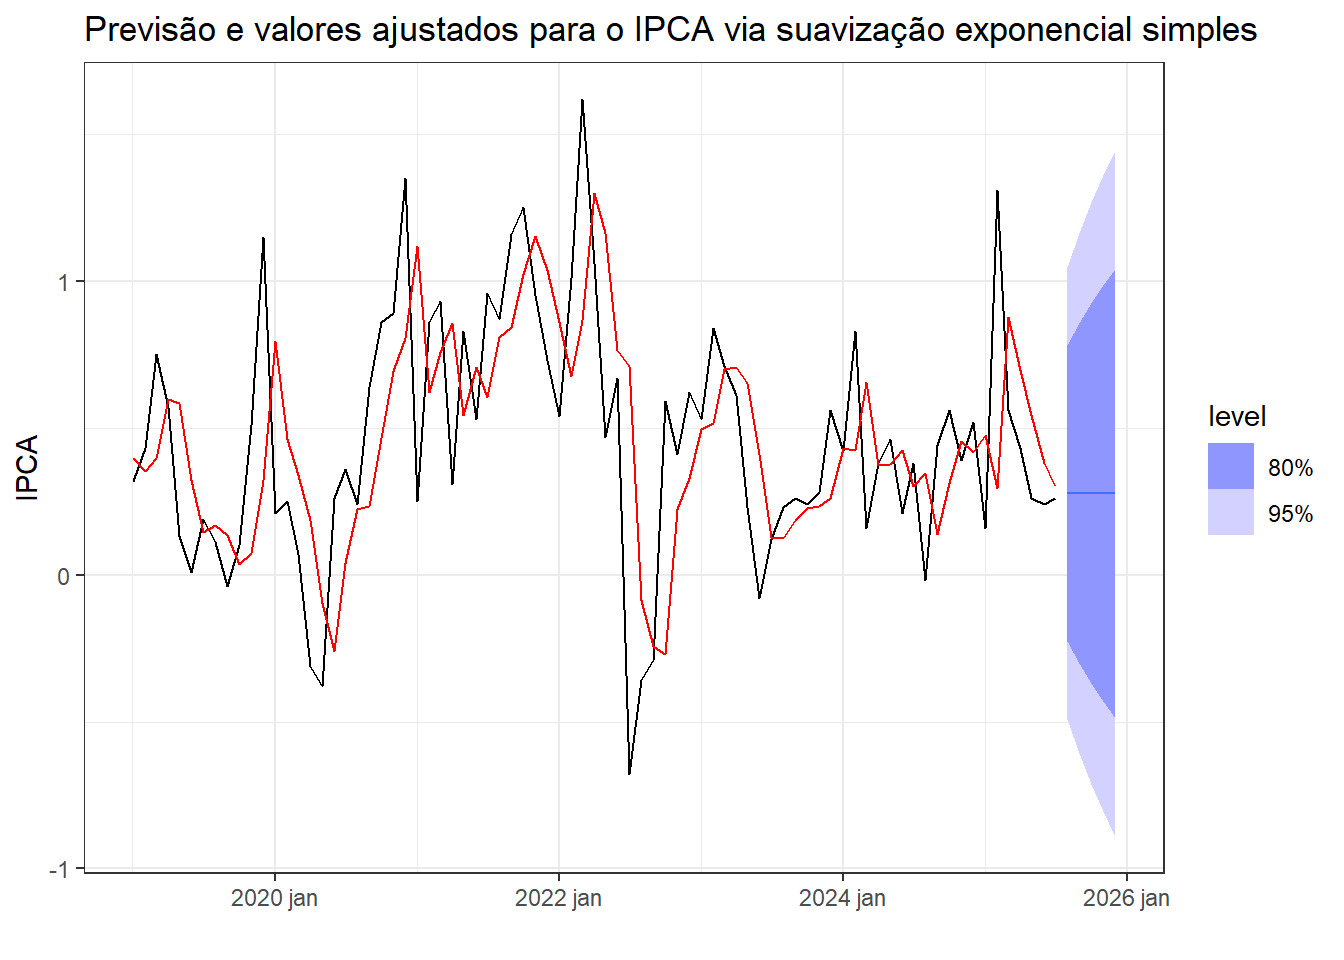 Previsão e valores ajustados para o IPCA via suavização exponencial simples
IPCA
1
0
-1
2020 jan
2022 jan
2024 jan
2026 jan
level
80%
95%